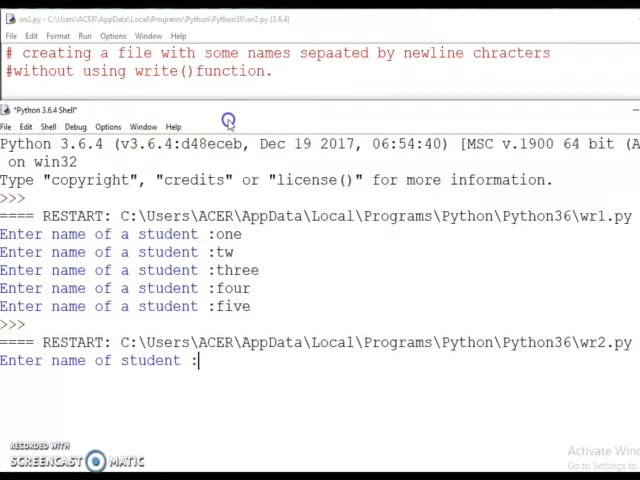 wr2.py - C:\Users\ACER\AppData\Local\Programs\Python\Python36\wr2.py (3.6.4)
File Edit Format Run Options Window Help
# creating a file with some names sepaated by newline chracters
#without using write()function.
*Python 3.6.4 Shell*
File Edit Shell Debug Options Window Help
Python 3.6.4 (v3.6.4:d48eceb, Dec 19 2017, 06:54:40) [MSC v.1900 64 bit (A
on win32
Type "copyright", "credits" or "license()" for more information.
>>>
==== RESTART: C:\Users\ACER\AppData\Local\Programs\Python\Python36\wr1.py
Enter name of a student :one
Enter name of a student :tw
Enter name of a student :three
Enter name of a student :four
Enter name of a student :five
>>>
==== RESTART: C:\Users\ACER\AppData\Local\Programs\Python\Python36\wr2.py
Enter name of student :
RECORDED WITH
SCREENCAST MATIC
Activate Wind
Go to Settings to